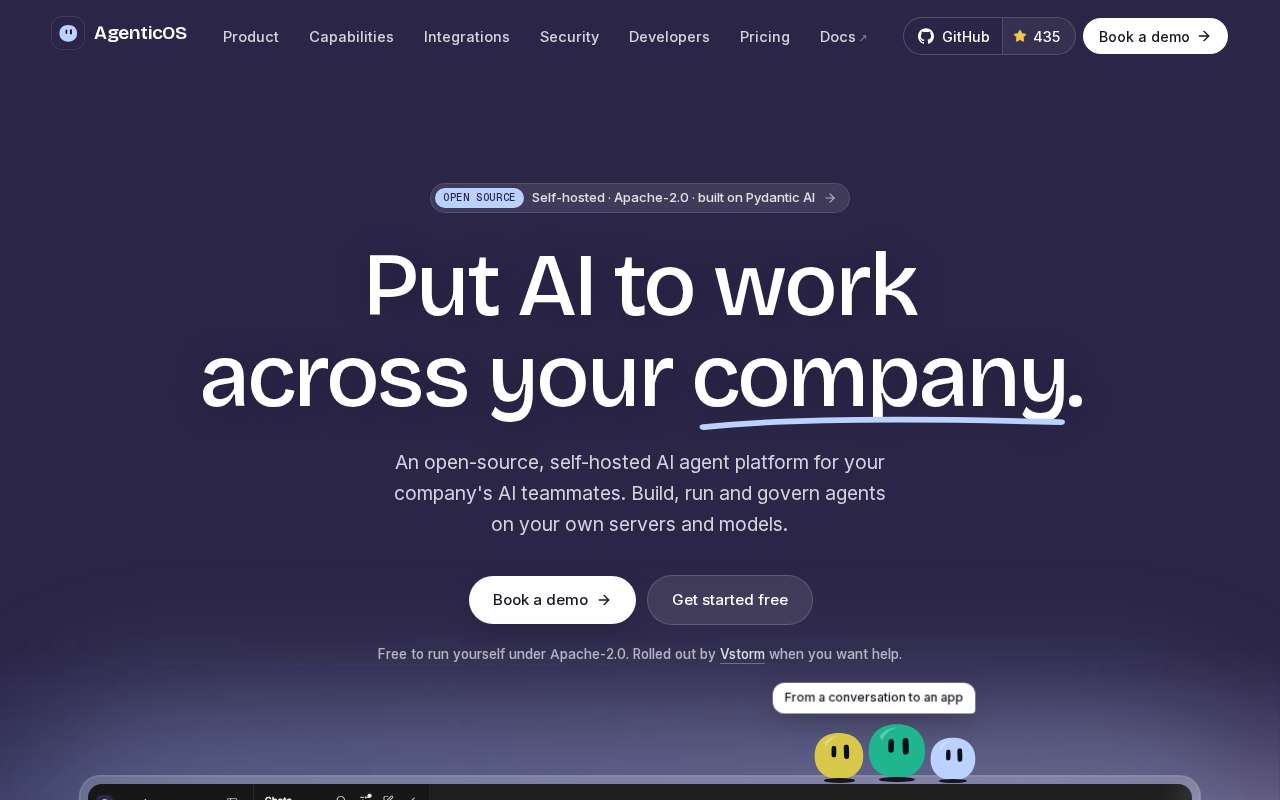 AgenticOS
Product
Capabilities
Integrations
Security
Developers
Pricing
Docs ↗
GitHub
435
Book a demo →
OPEN SOURCE Self-hosted · Apache-2.0 · built on Pydantic AI →
Put AI to work
across your company.
An open-source, self-hosted AI agent platform for your
company's AI teammates. Build, run and govern agents
on your own servers and models.
Book a demo →
Get started free
Free to run yourself under Apache-2.0. Rolled out by Vstorm when you want help.
From a conversation to an app
Chats